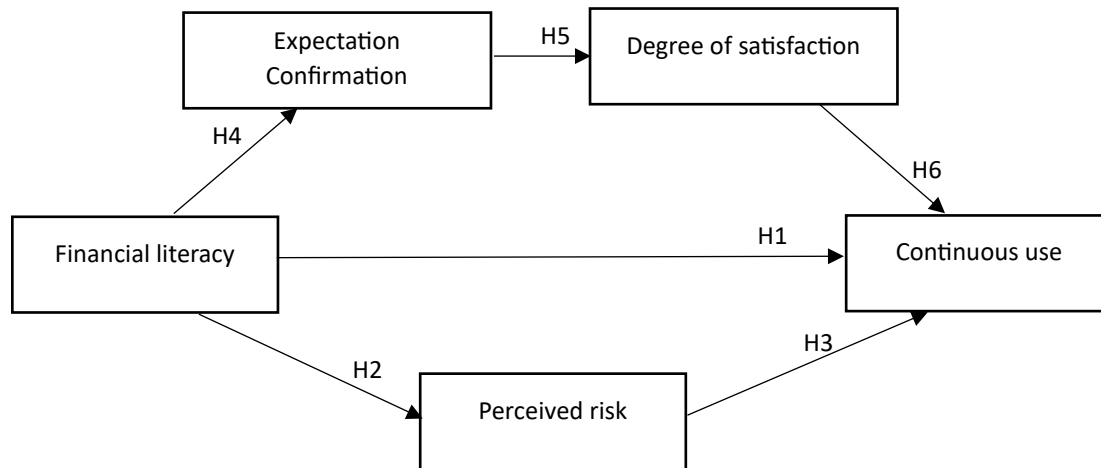 Expectation
Confirmation
H5
Degree of satisfaction
H4
H6
Financial literacy
H1
Continuous use
H2
H3
Perceived risk